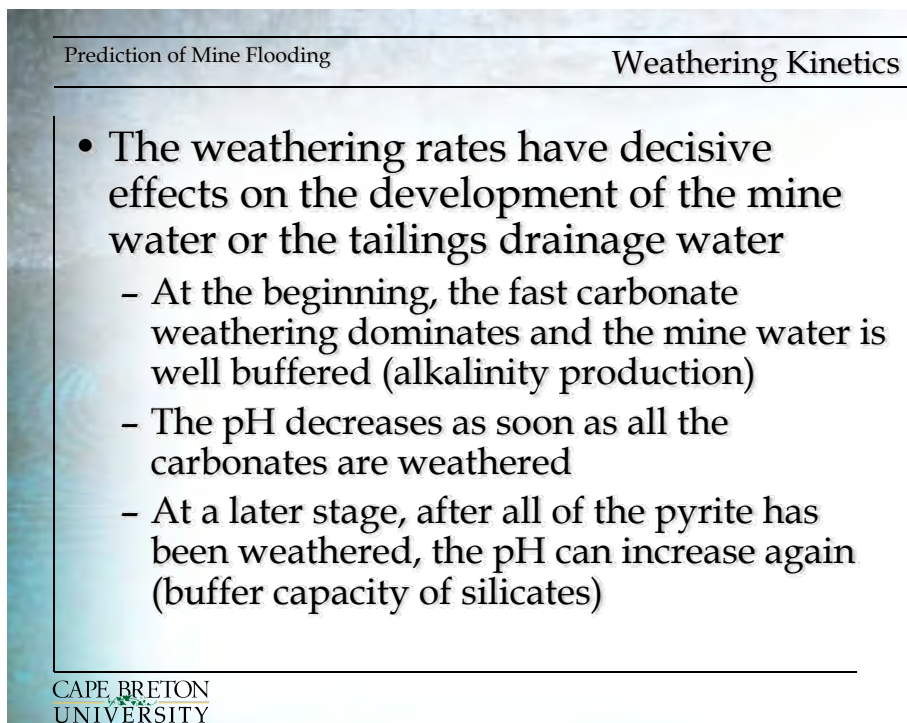 Prediction of Mine Flooding
Weathering Kinetics
• The weathering rates have decisive
effects on the development of the mine
water or the tailings drainage water
– At the beginning, the fast carbonate
weathering dominates and the mine water is
well buffered (alkalinity production)
– The pH decreases as soon as all the
carbonates are weathered
– At a later stage, after all of the pyrite has
been weathered, the pH can increase again
(buffer capacity of silicates)
CAPE BRETON
UNIVERSITY